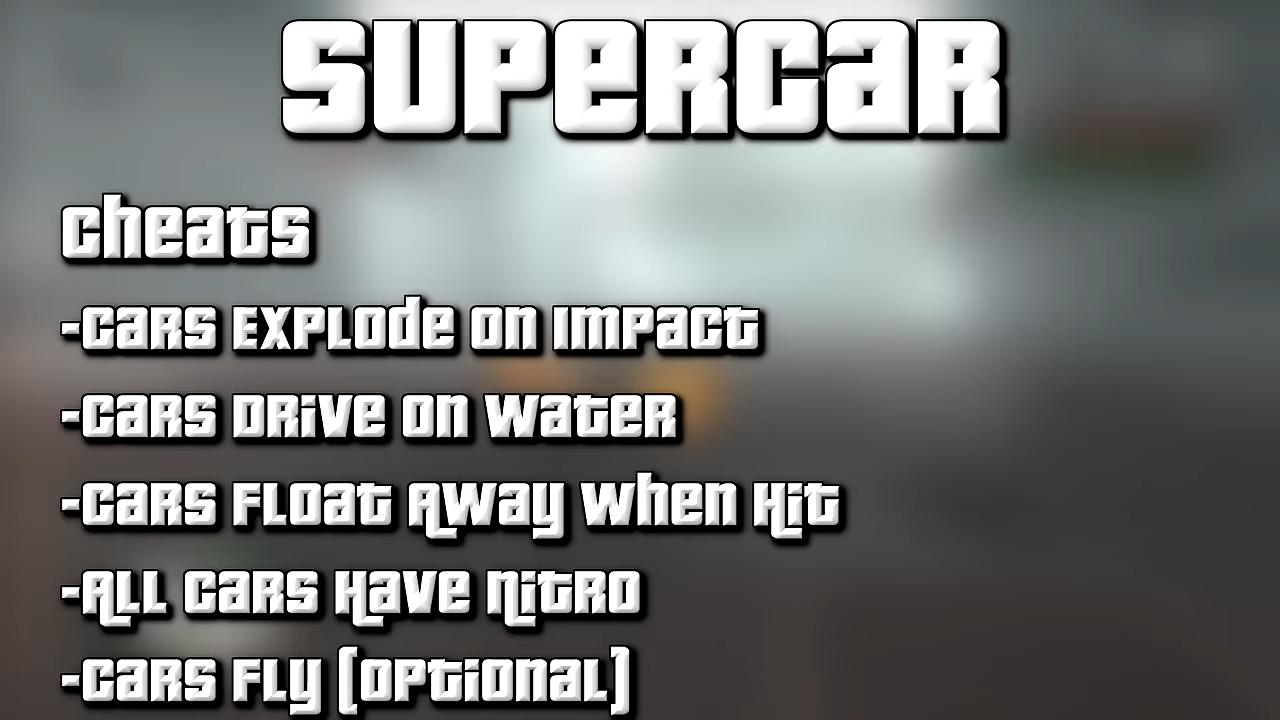 SUPERCAR
Cheats
-Cars Explode on Impact
-Cars Drive on Water
-Cars Float Away When Hit
-All Cars Have Nitro
-Cars Fly (Optional)